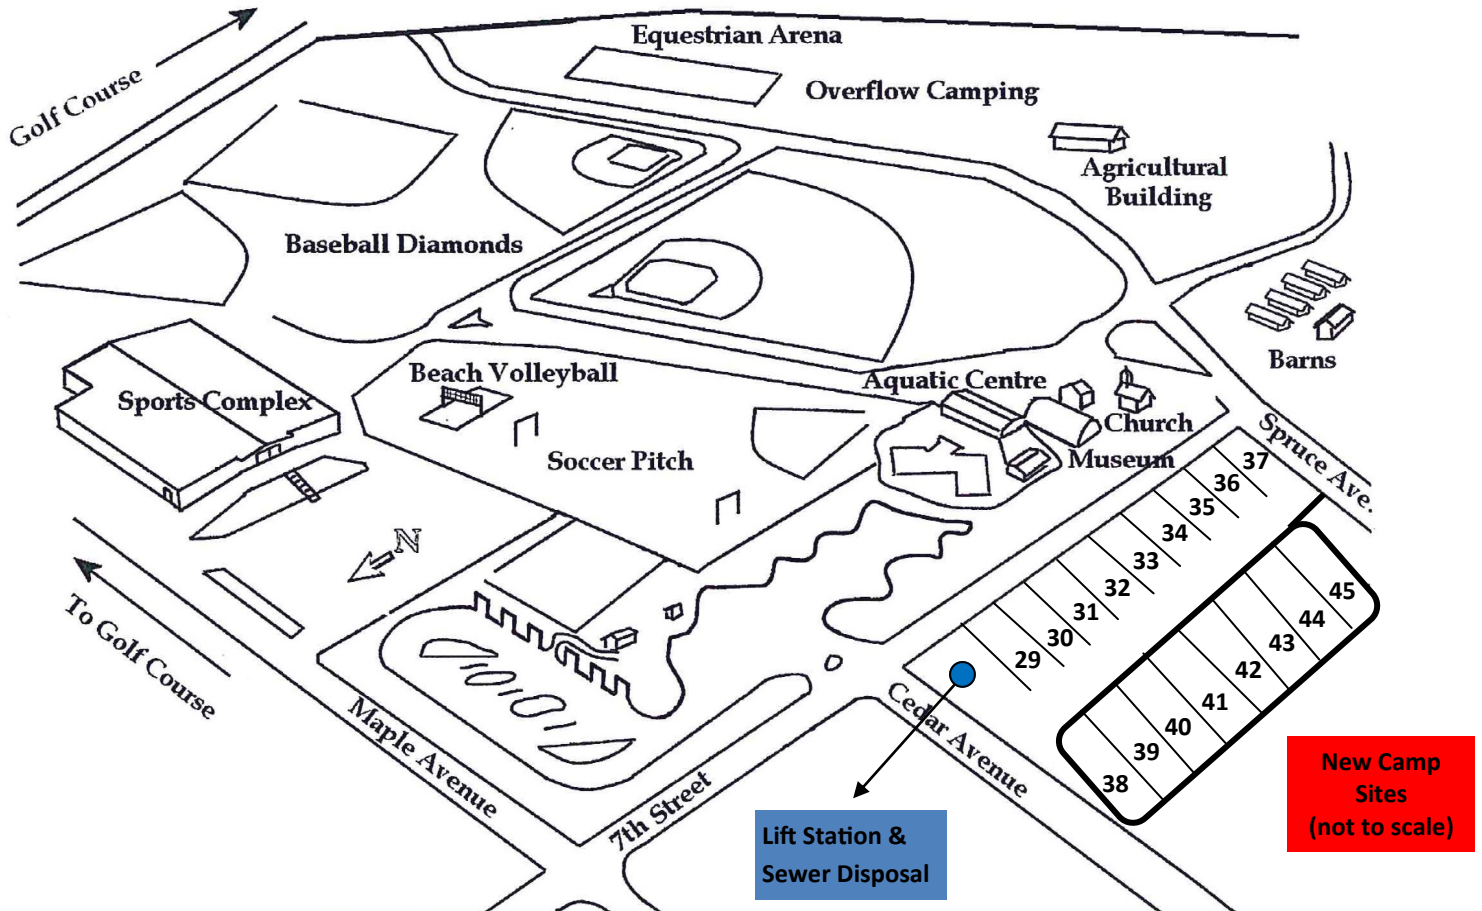 Equestrian Arena
Golf Course
Overflow Camping
Agricultural
Building
Baseball Diamonds
Barns
Beach Volleyball
Aquatic Centre
Sports Complex
Church
Museum
Soccer Pitch
Spruce Ave.
37
36
35
34
33
32
31
30
29
N
45
44
43
42
41
40
39
38
To Golf Course
Maple Avenue
Cedar Avenue
7th Street
New Camp
Sites
(not to scale)
Lift Station &
Sewer Disposal